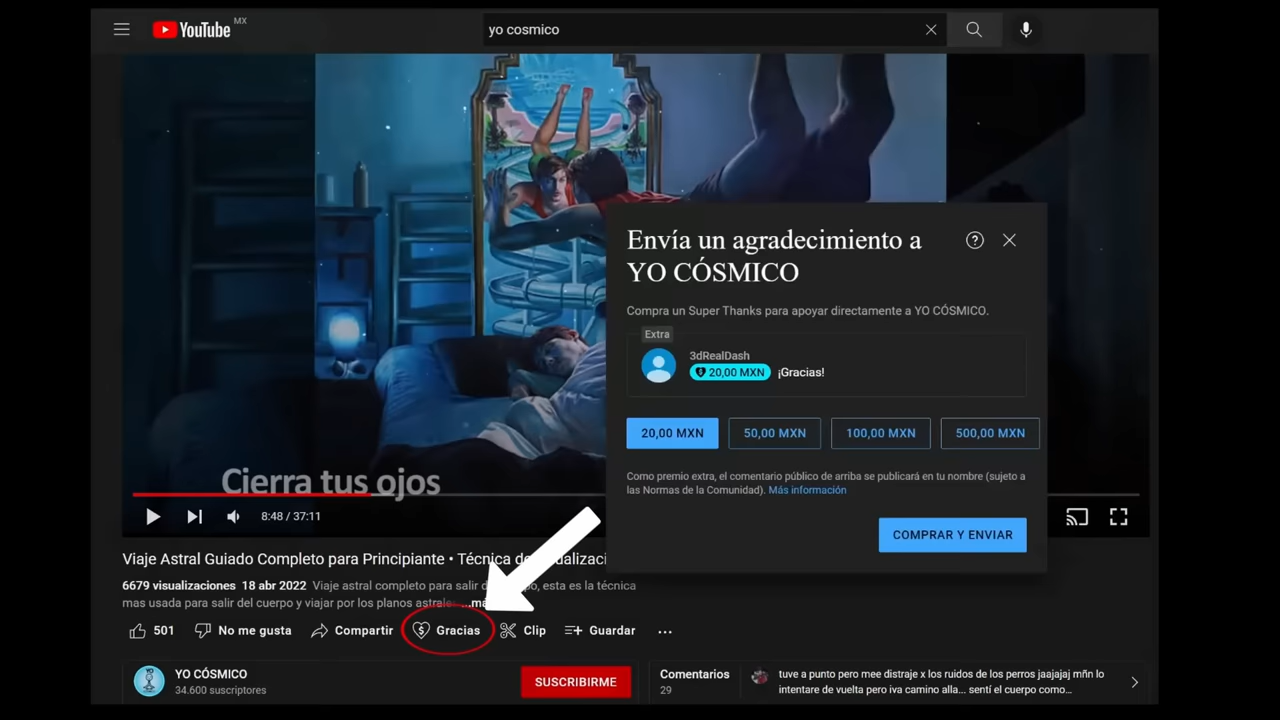 YouTube MX
yo cosmico
Envía un agradecimiento a
YO CÓSMICO
Compra un Super Thanks para apoyar directamente a YO CÓSMICO.
Extra
3dRealDash
20,00 MXN ¡Gracias!
20,00 MXN 50,00 MXN 100,00 MXN 500,00 MXN
Como premio extra, el comentario público de arriba se publicará en tu nombre (sujeto a
las Normas de la Comunidad). Más información
COMPRAR Y ENVIAR
Cierra tus ojos
8:48 / 37:11
Viaje Astral Guiado Completo para Principiante • Técnica de
6679 visualizaciones 18 abr 2022 Viaje astral completo para salir esta es la técnica
mas usada para salir del cuerpo y viajar por los planos
501 No me gusta Compartir Gracias Clip Guardar ...
YO CÓSMICO
34.600 suscriptores
SUSCRIBIRME
Comentarios
29
tuve a punto pero mee distraje x los ruidos de los perros jaajajaj mñn lo
intentare de vuelta pero iva camino alla... sentí el cuerpo como...